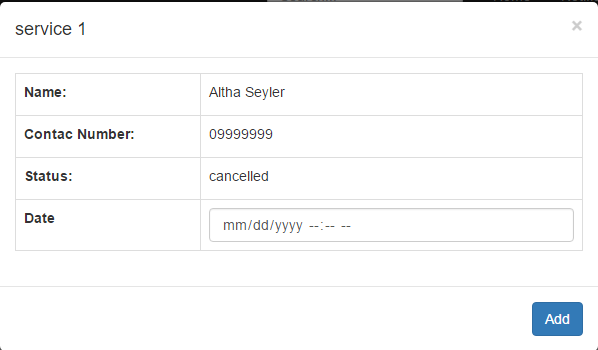 service 1
×
Name: Altha Seyler
Contac Number: 09999999
Status: cancelled
Date mm/dd/yyyy --:-- --
Add